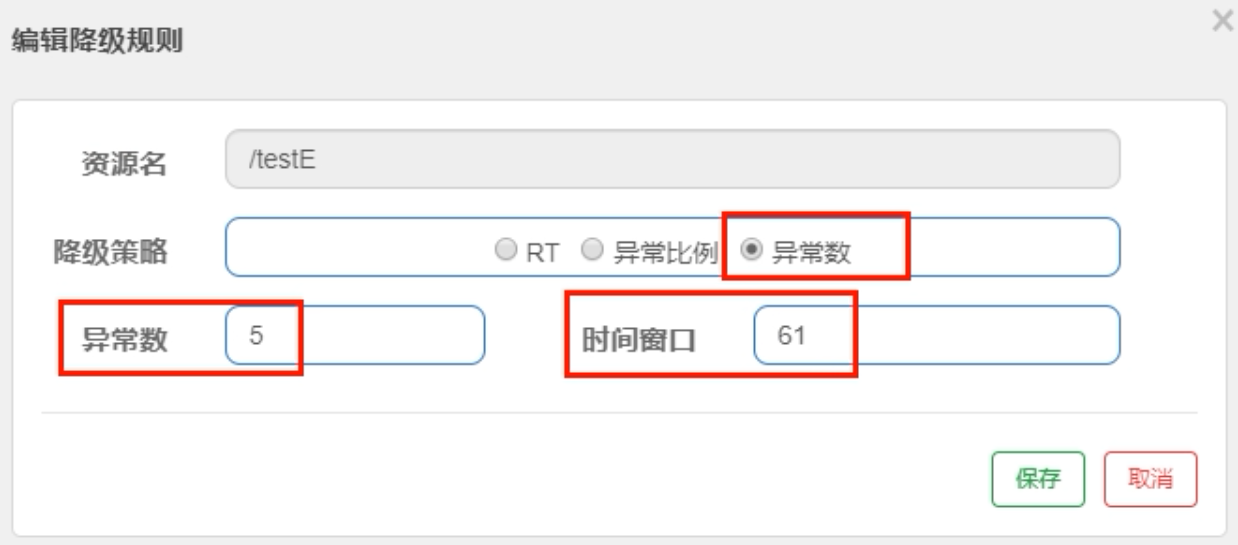 编辑降级规则 ×
资源名 /testE
降级策略 RT 异常比例 异常数
异常数 5 时间窗口 61
保存 取消